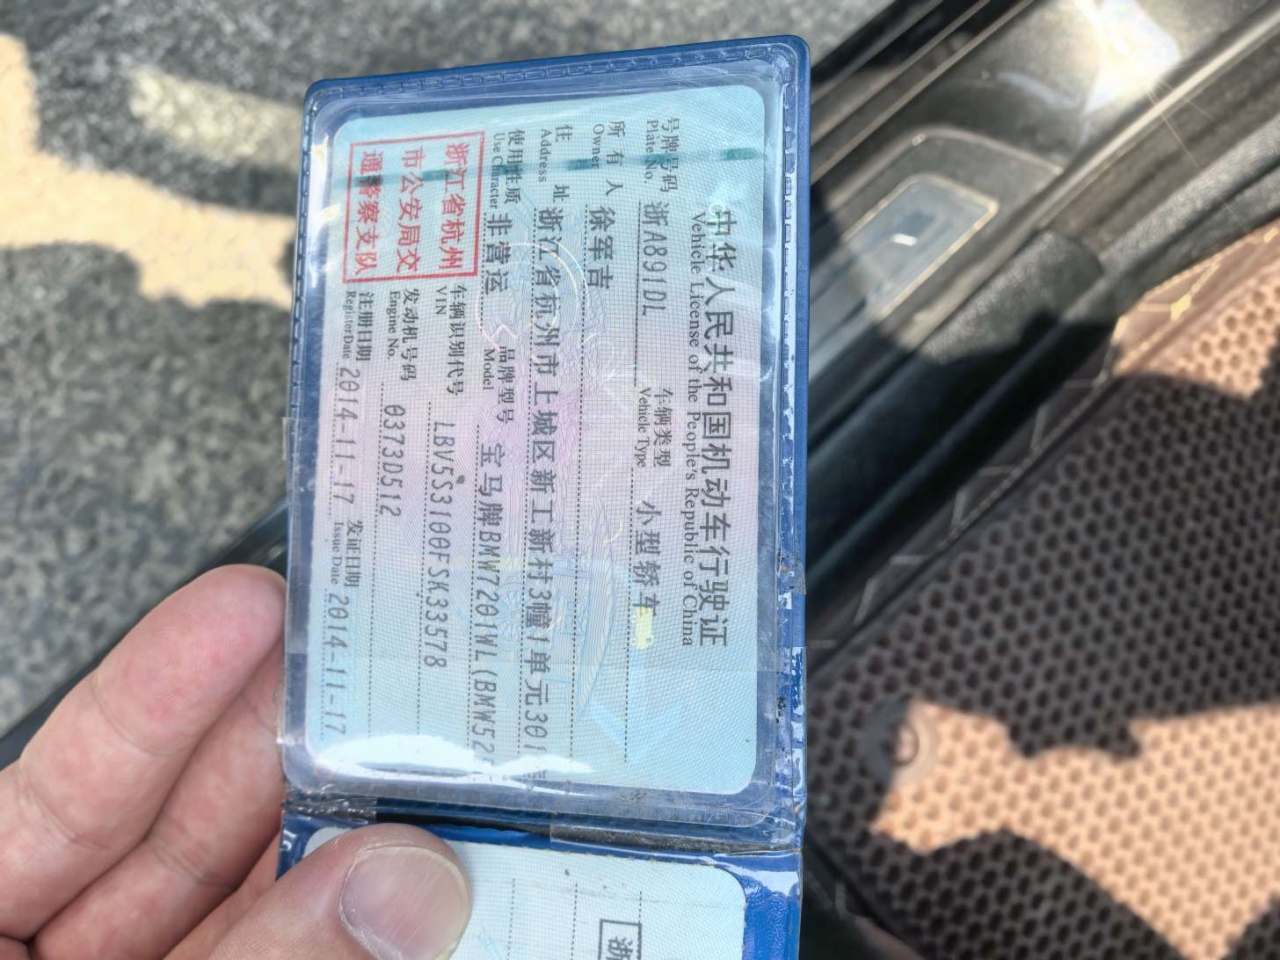 中华人民共和国机动车行驶证
Vehicle License of the People's Republic of China
号牌号码 浙A891DL 车辆类型 小型轿车
Plate No. Vehicle Type
所有人 徐军吉
Owner
住址 浙江省杭州市上城区新工新村3幢1单元301
Address
使用性质 非营运 品牌型号 宝马牌BMW7201WL(BMW52
Use Character Model
浙江省杭州
市公安局交
通警察支队
车辆识别代号 LBV5S3100FSK33578
VIN
发动机号码 0373D512
Engine No.
注册日期 2014-11-17 发证日期 2014-11-17
Register Date Issue Date
浙